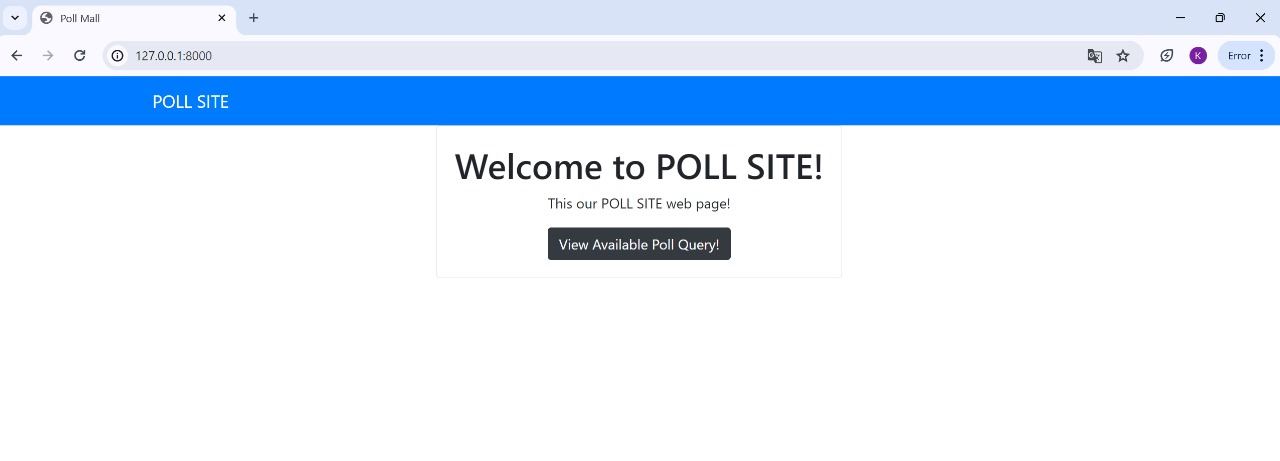 Poll Mall
127.0.0.1:8000
K
Error
POLL SITE
Welcome to POLL SITE!
This our POLL SITE web page!
View Available Poll Query!